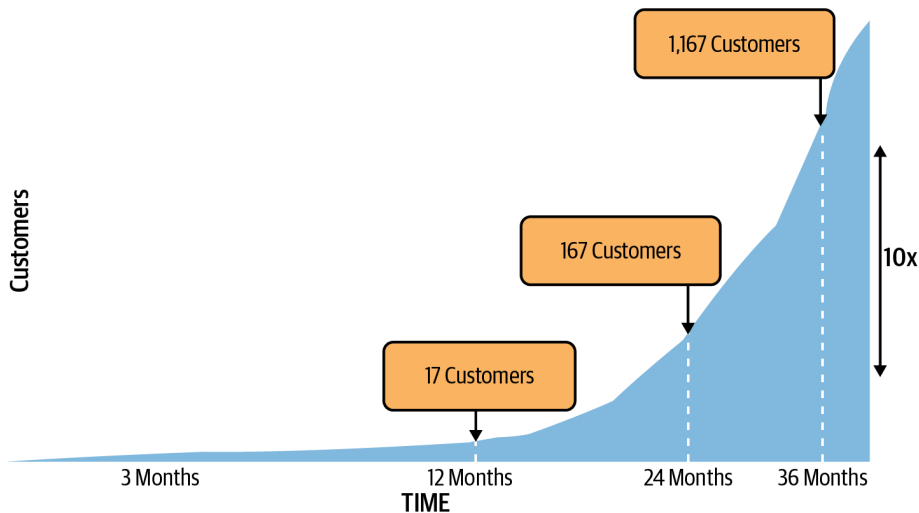 1,167 Customers
167 Customers
17 Customers
10x
Customers
3 Months
12 Months
24 Months
36 Months
TIME